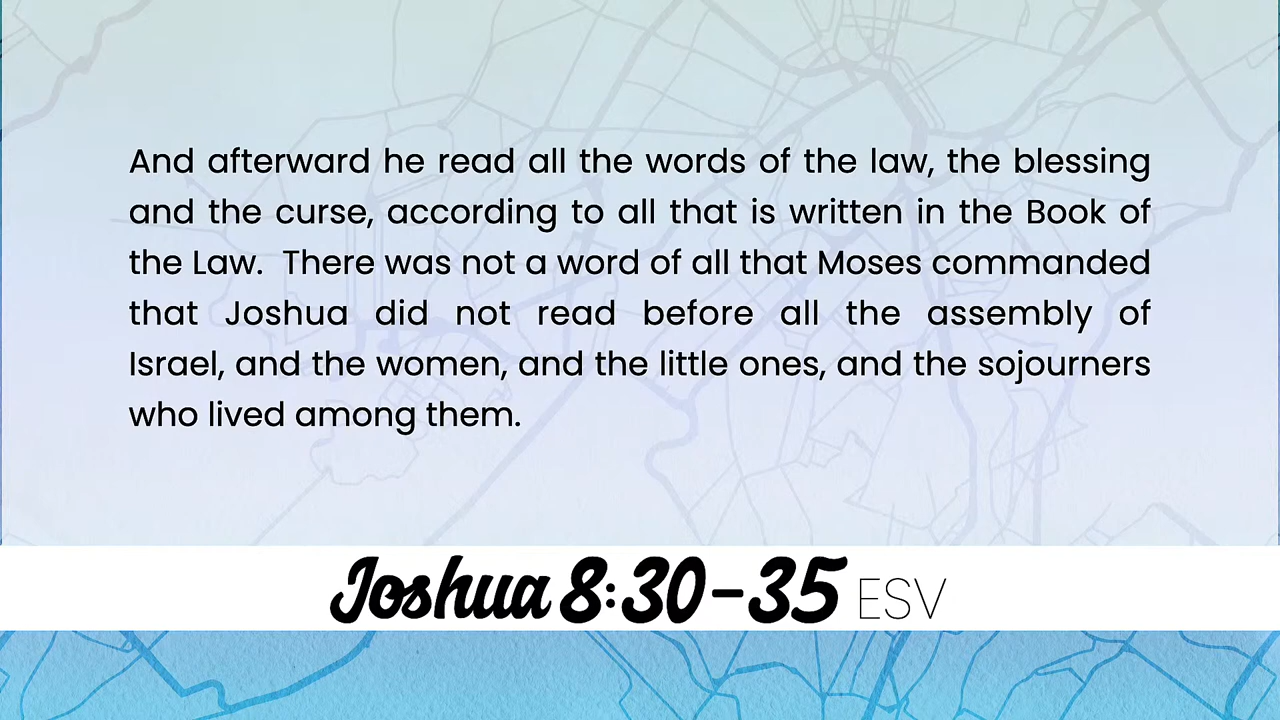 And afterward he read all the words of the law, the blessing
and the curse, according to all that is written in the Book of
the Law.  There was not a word of all that Moses commanded
that Joshua did not read before all the assembly of
Israel, and the women, and the little ones, and the sojourners
who lived among them.
Joshua 8:30-35 ESV